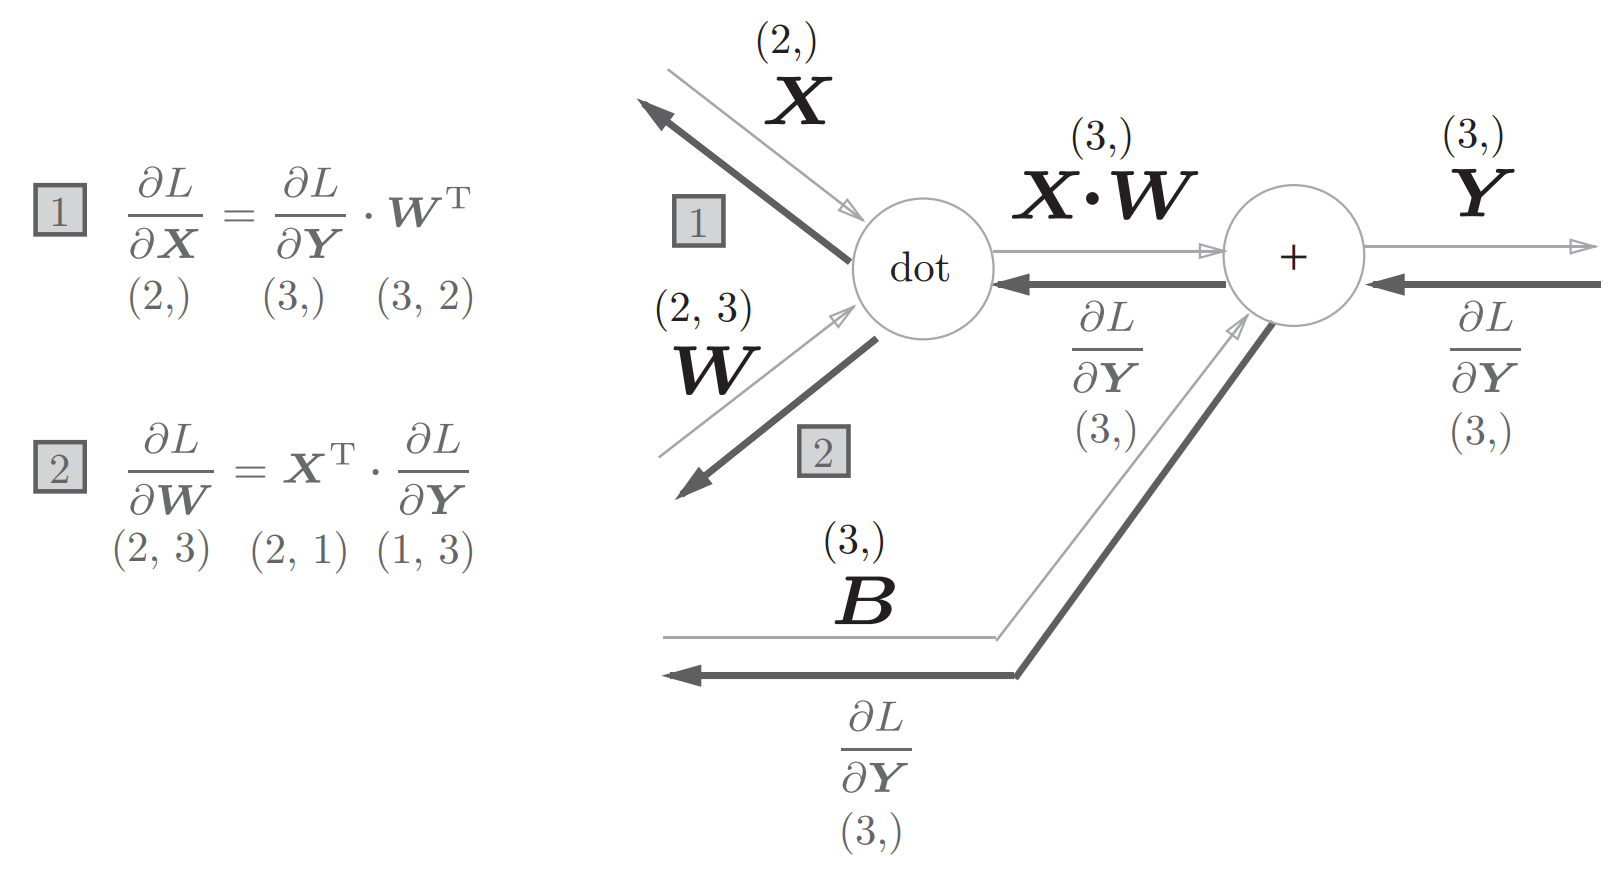 1 ∂L/∂X = ∂L/∂Y · W^T
(2,) (3,) (3, 2)
2 ∂L/∂W = X^T · ∂L/∂Y
(2, 3) (2, 1) (1, 3)
(2,)
X
1
(2, 3)
W
2
dot
(3,)
X·W
+
(3,)
Y
∂L/∂Y
(3,)
∂L/∂Y
(3,)
(3,)
B
∂L/∂Y
(3,)